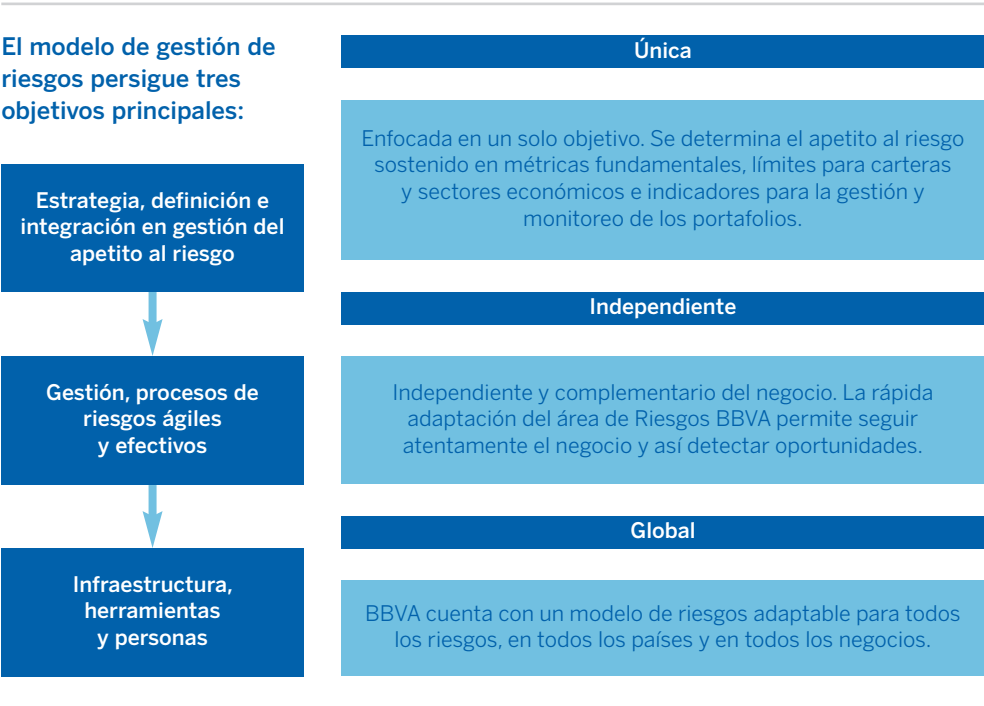 El modelo de gestión de
riesgos persigue tres
objetivos principales:
Estrategia, definición e
integración en gestión del
apetito al riesgo
Gestión, procesos de
riesgos ágiles
y efectivos
Infraestructura,
herramientas
y personas
Única
Enfocada en un solo objetivo. Se determina el apetito al riesgo
sostenido en métricas fundamentales, límites para carteras
y sectores económicos e indicadores para la gestión y
monitoreo de los portafolios.
Independiente
Independiente y complementario del negocio. La rápida
adaptación del área de Riesgos BBVA permite seguir
atentamente el negocio y así detectar oportunidades.
Global
BBVA cuenta con un modelo de riesgos adaptable para todos
los riesgos, en todos los países y en todos los negocios.